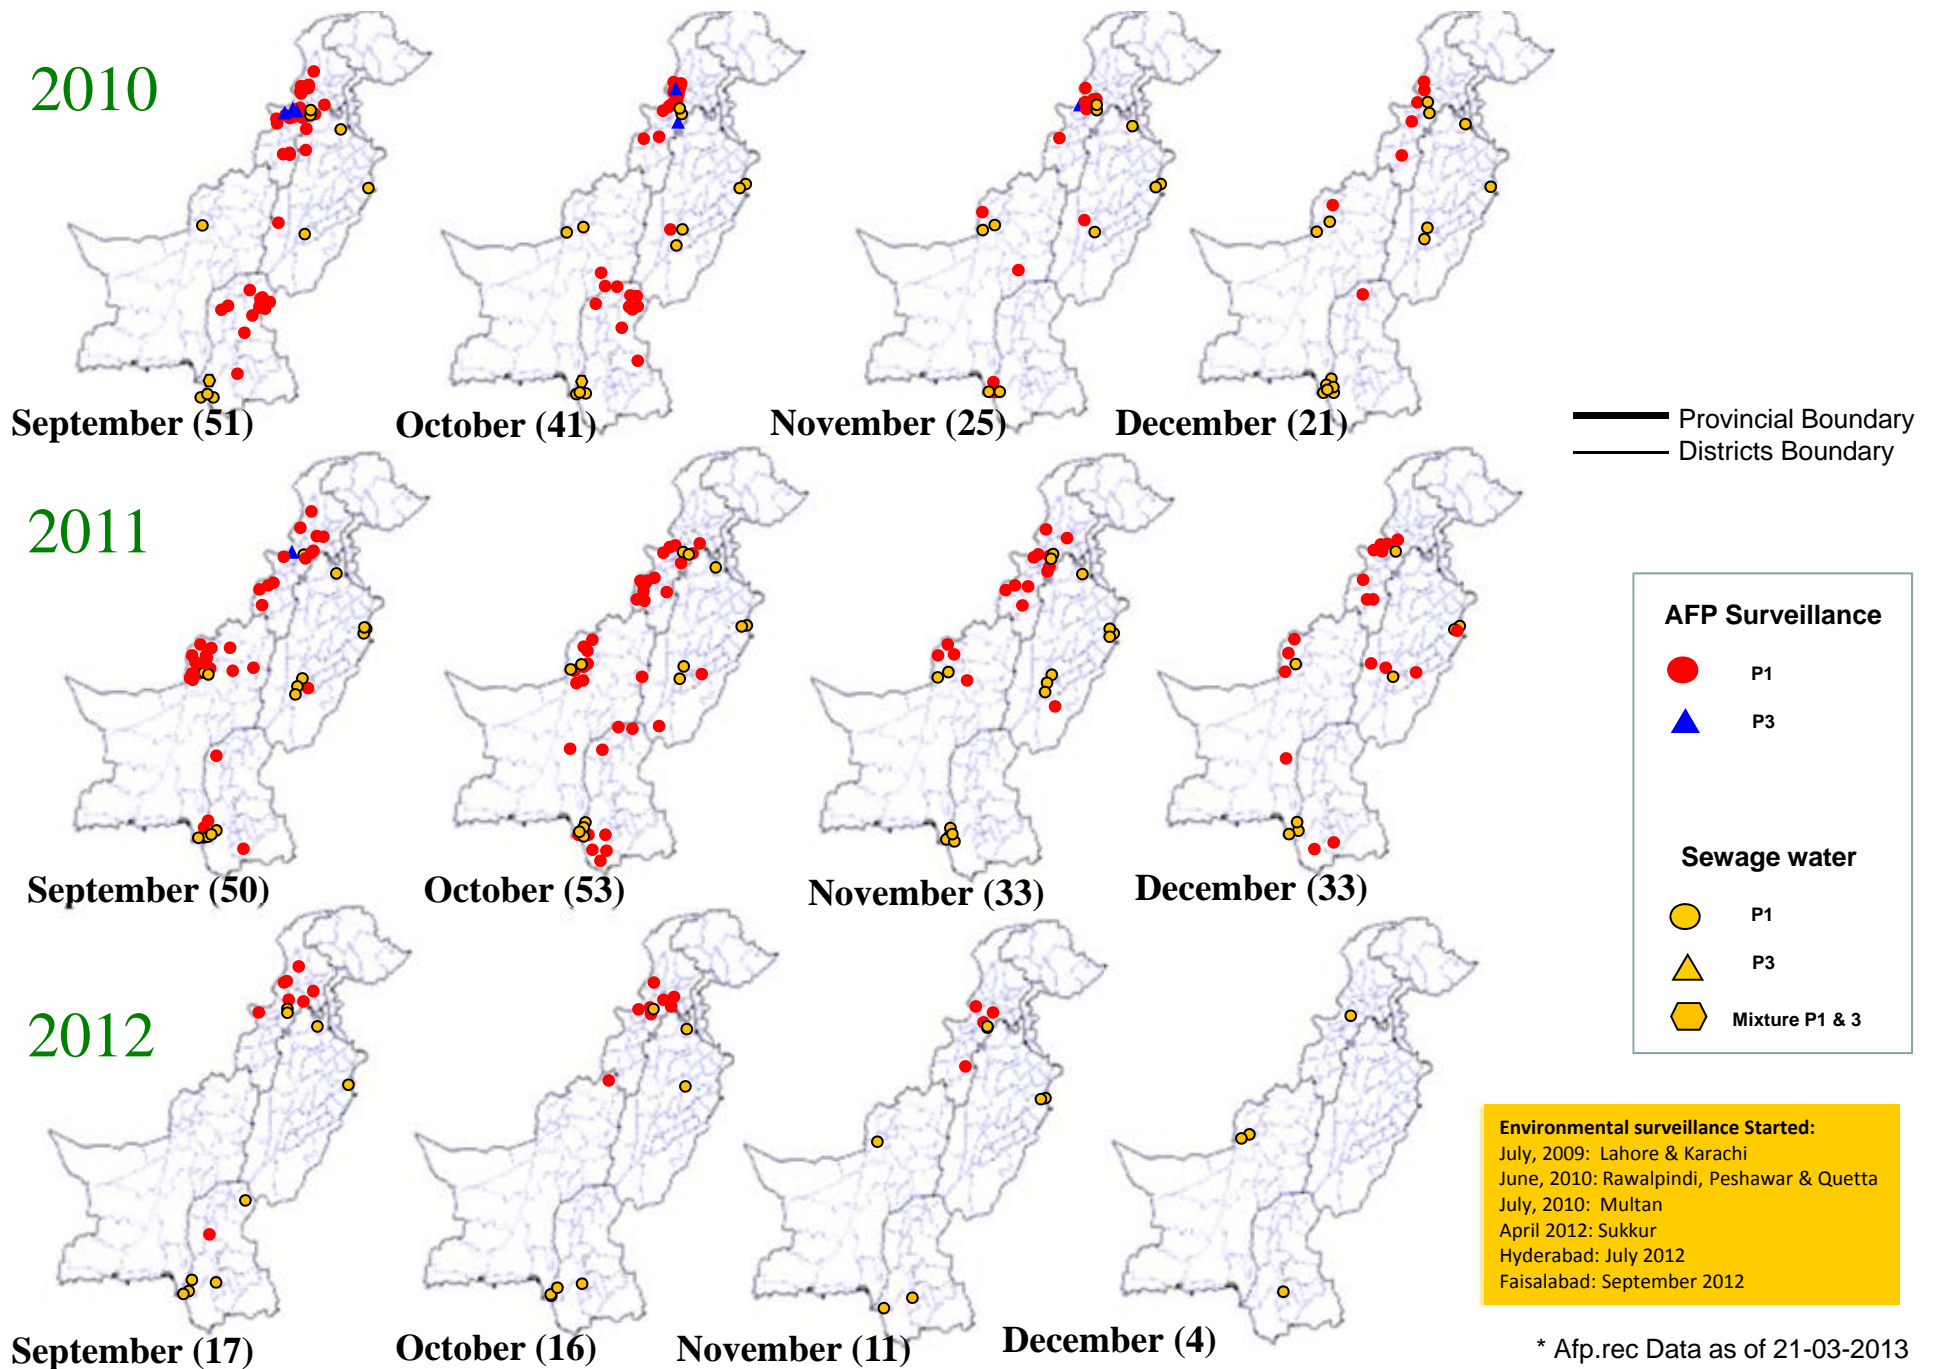 2010
September (51)
October (41)
November (25)
December (21)
Provincial Boundary
Districts Boundary
2011
September (50)
October (53)
November (33)
December (33)
AFP Surveillance
P1
P3
Sewage water
P1
P3
Mixture P1 & 3
2012
September (17)
October (16)
November (11)
December (4)
Environmental surveillance Started:
July, 2009: Lahore & Karachi
June, 2010: Rawalpindi, Peshawar & Quetta
July, 2010: Multan
April 2012: Sukkur
Hyderabad: July 2012
Faisalabad: September 2012
* Afp.rec Data as of 21-03-2013